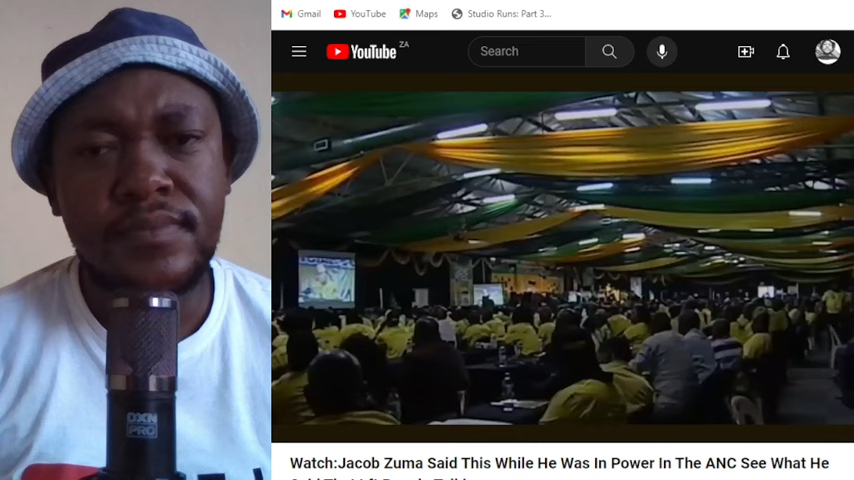 Gmail YouTube Maps Studio Runs: Part 3...
YouTube ZA Search
OXN
PRO
Watch:Jacob Zuma Said This While He Was In Power In The ANC See What He